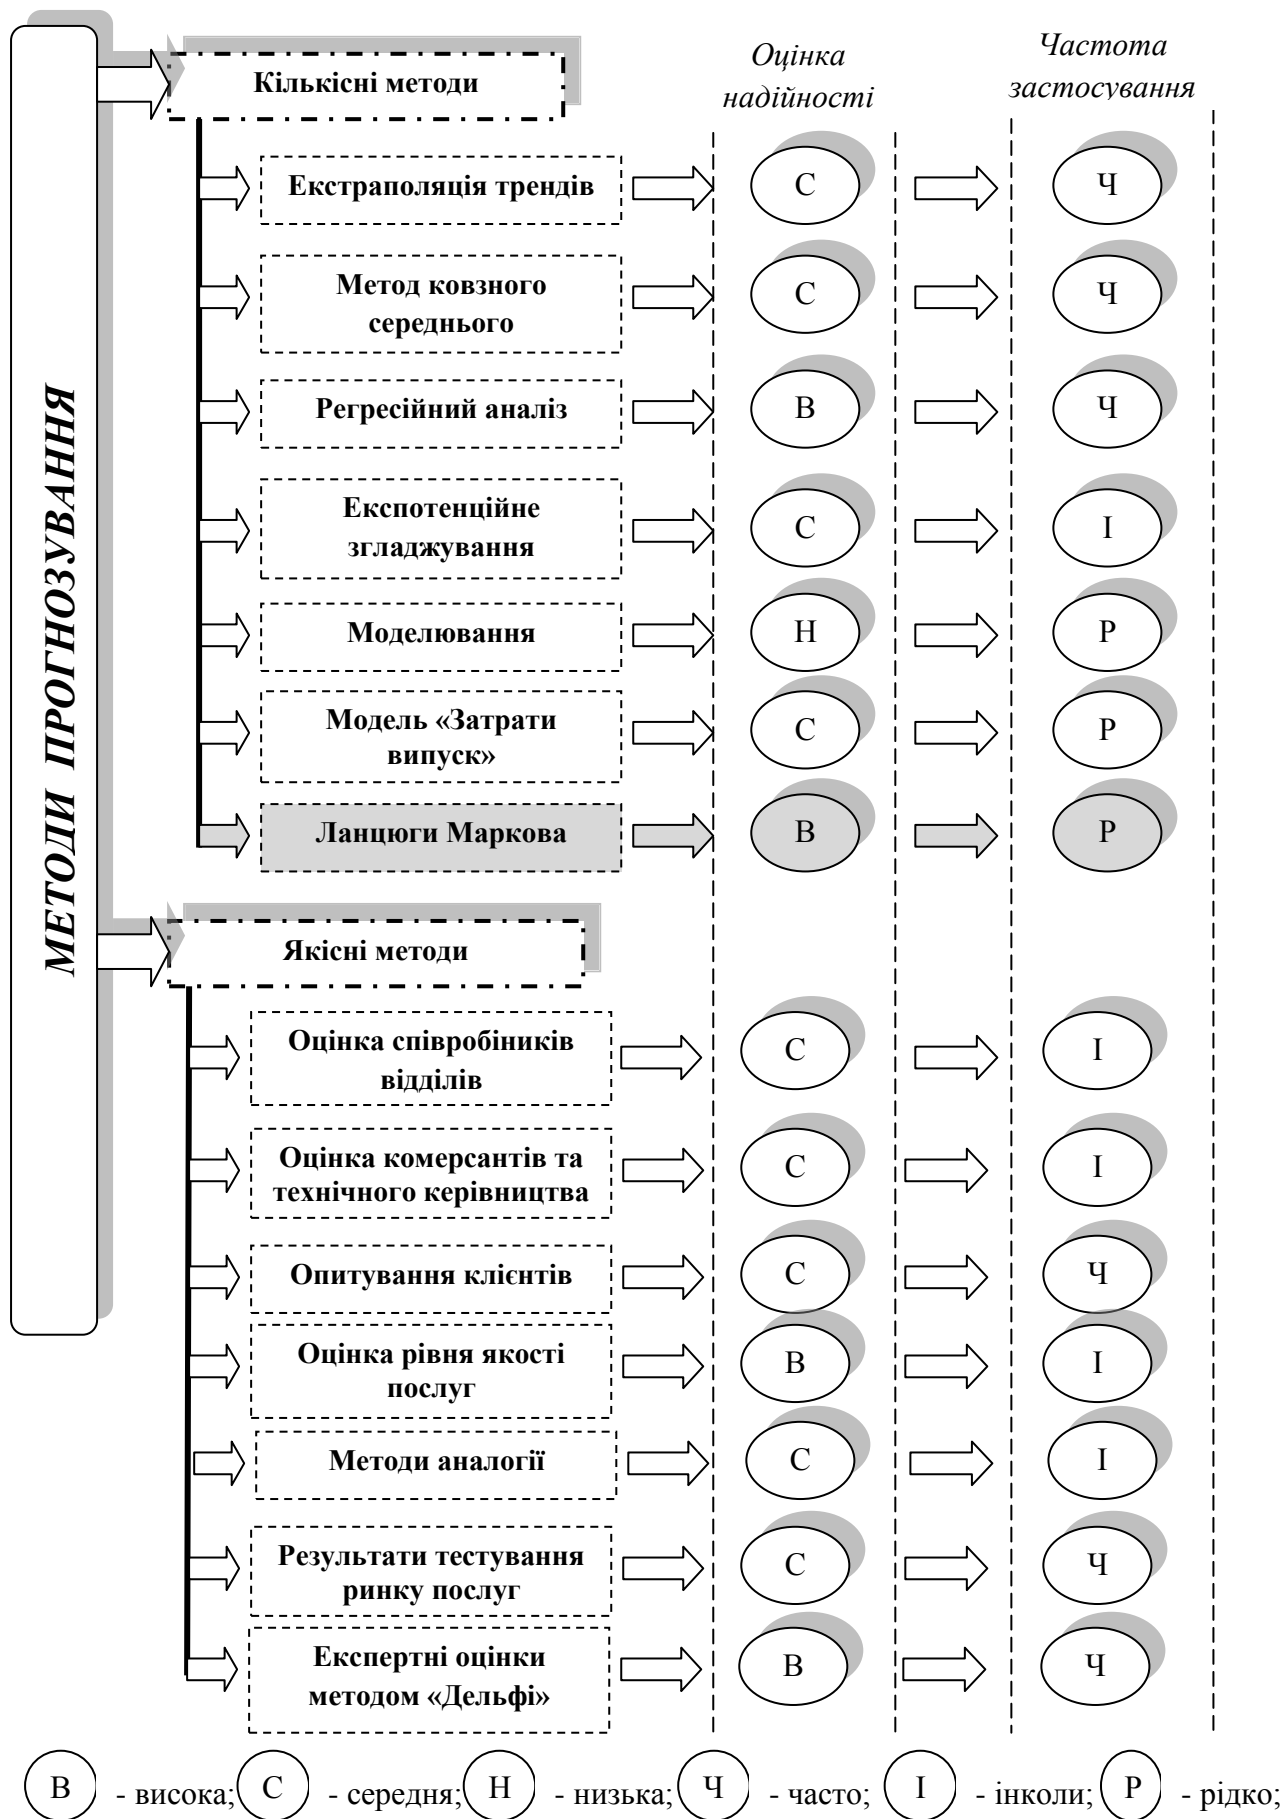 МЕТОДИ ПРОГНОЗУВАННЯ
Кількісні методи
Оцінка
надійності
Частота
застосування
Екстраполяція трендів
С
Ч
Метод ковзного
середнього
С
Ч
Регресійний аналіз
В
Ч
Експотенційне
згладжування
С
І
Моделювання
Н
Р
Модель «Затрати
випуск»
С
Р
Ланцюги Маркова
В
Р
Якісні методи
Оцінка співробіників
відділів
С
І
Оцінка комерсантів та
технічного керівництва
С
І
Опитування клієнтів
С
Ч
Оцінка рівня якості
послуг
В
І
Методи аналогії
С
І
Результати тестування
ринку послуг
С
Ч
Експертні оцінки
методом «Дельфі»
В
Ч
В - висока; С - середня; Н - низька; Ч - часто; І - інколи; Р - рідко;